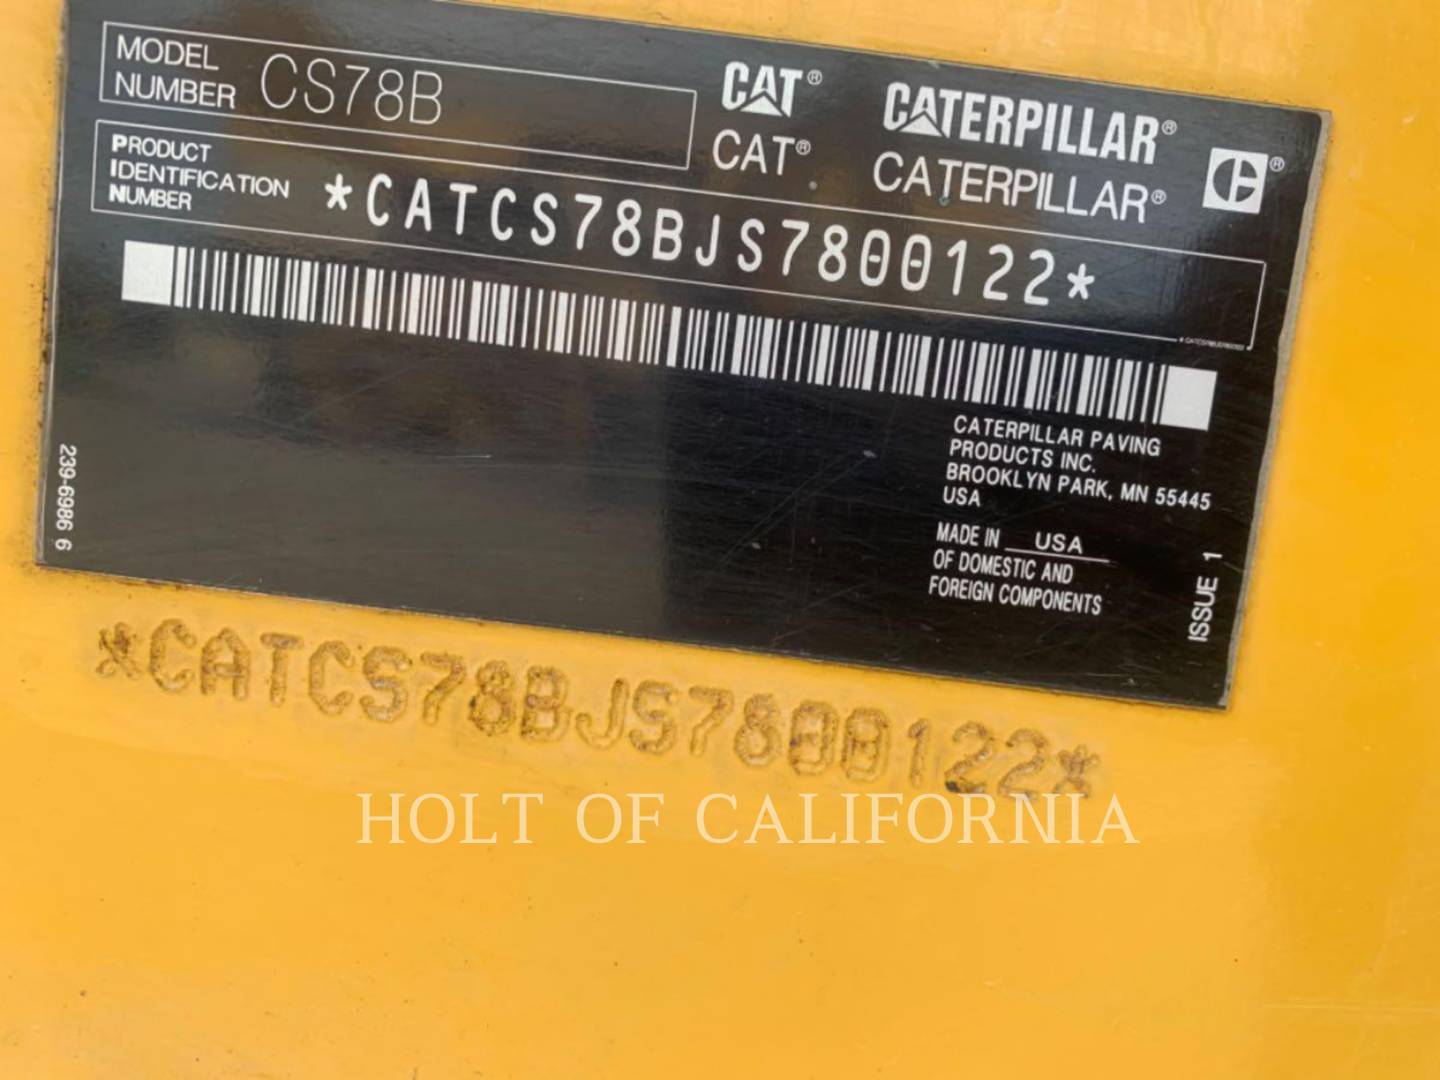 MODEL
NUMBER CS78B
CAT® CATERPILLAR®
CAT® CATERPILLAR®
PRODUCT
IDENTIFICATION
NUMBER
*CATCS78BJS7800122*
CATERPILLAR PAVING
PRODUCTS INC.
BROOKLYN PARK, MN 55445
USA
MADE IN USA
OF DOMESTIC AND
FOREIGN COMPONENTS
239-6986 6
ISSUE 1
*CATCS78BJS7800122*
HOLT OF CALIFORNIA